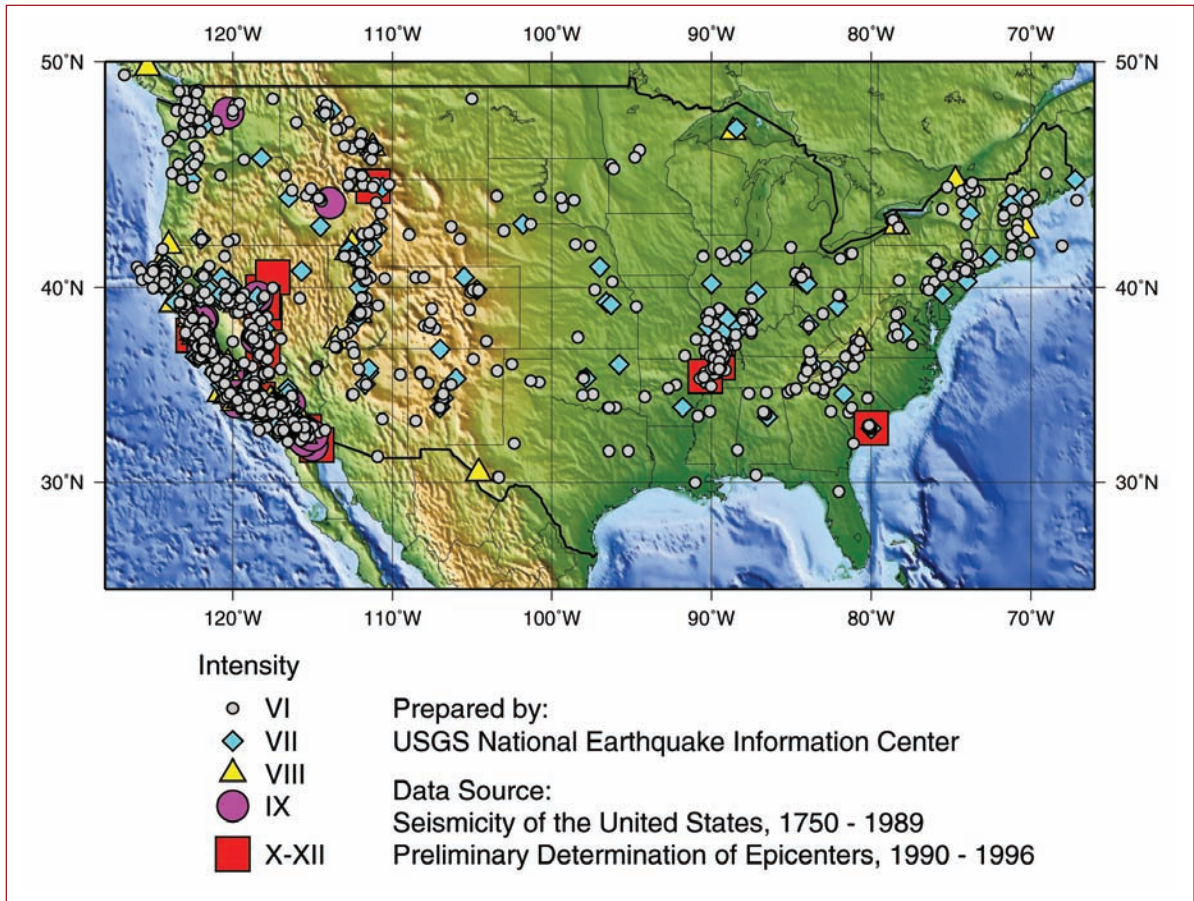 120˚W 110˚W 100˚W 90˚W 80˚W 70˚W
50˚N 50˚N
40˚N 40˚N
30˚N 30˚N
120˚W 110˚W 100˚W 90˚W 80˚W 70˚W
Intensity
VI
VII
VIII
IX
X-XII
Prepared by:
USGS National Earthquake Information Center
Data Source:
Seismicity of the United States, 1750 - 1989
Preliminary Determination of Epicenters, 1990 - 1996